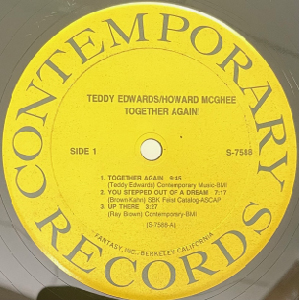 CONTEMPORARY RECORDS
TEDDY EDWARDS/HOWARD MCGHEE
TOGETHER AGAIN!
SIDE 1
S-7588
1. TOGETHER AGAIN 9:15
(Teddy Edwards) Contemporary Music-BMI
2. YOU STEPPED OUT OF A DREAM 7:17
(Brown-Kahn) SBK Feist Catalog-ASCAP
3. UP THERE 3:17
(Ray Brown) Contemporary-BMI
(S-7588-A)
FANTASY, INC., BERKELEY, CALIFORNIA